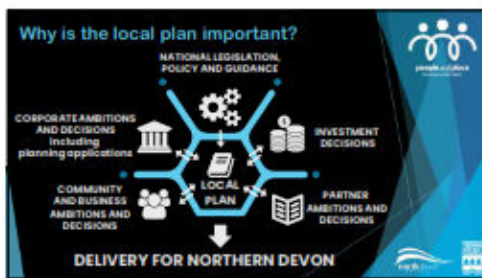 Why is the local plan important?
NATIONAL LEGISLATION,
POLICY AND GUIDANCE
CORPORATE AMBITIONS
AND DECISIONS
including
planning applications
INVESTMENT
DECISIONS
COMMUNITY
AND BUSINESS
AMBITIONS AND
DECISIONS
LOCAL
PLAN
PARTNER
AMBITIONS AND
DECISIONS
DELIVERY FOR NORTHERN DEVON